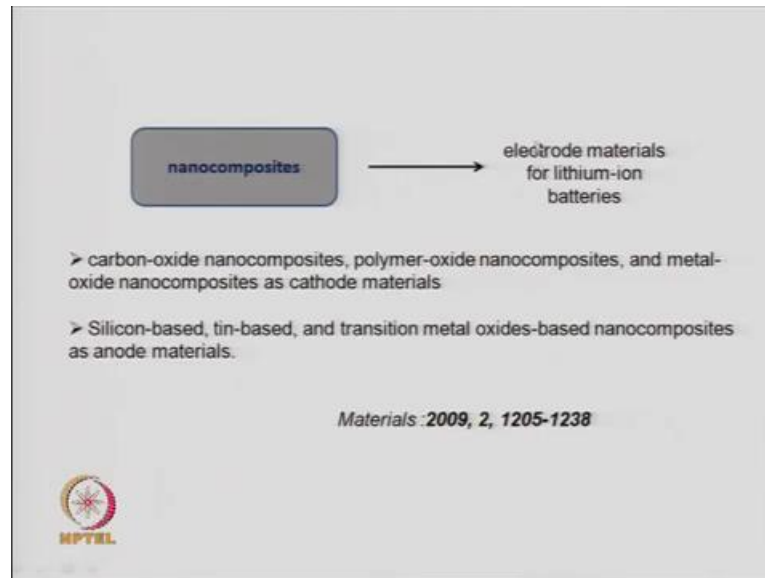 nanocomposites
electrode materials
for lithium-ion
batteries
➢ carbon-oxide nanocomposites, polymer-oxide nanocomposites, and metal-
oxide nanocomposites as cathode materials
➢ Silicon-based, tin-based, and transition metal oxides-based nanocomposites
as anode materials.
Materials :2009, 2, 1205-1238
NPTEL